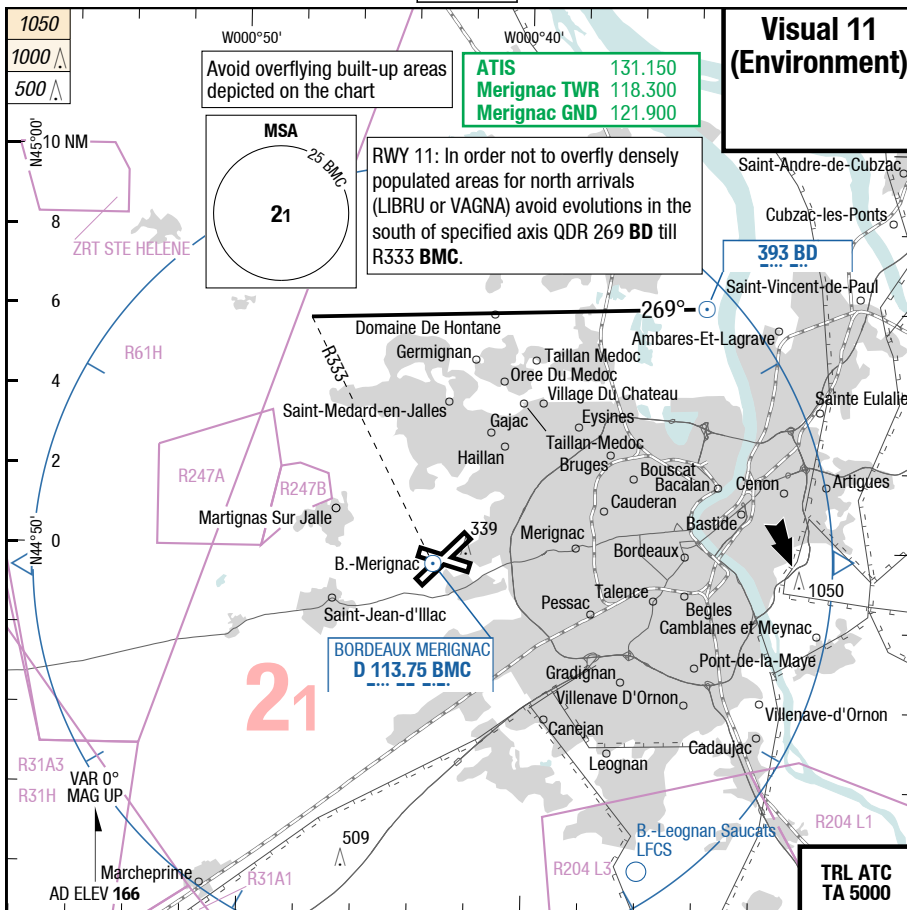 1050
1000
500
W000°50'
W000°40'
Visual 11
(Environment)
Avoid overflying built-up areas
depicted on the chart
ATIS 131.150
Merignac TWR 118.300
Merignac GND 121.900
N45°00'
10 NM
MSA
25 BMC
21
RWY 11: In order not to overfly densely
populated areas for north arrivals
(LIBRU or VAGNA) avoid evolutions in the
south of specified axis QDR 269 BD till
R333 BMC.
Saint-Andre-de-Cubzac
Cubzac-les-Ponts
8
ZRT STE HELENE
393 BD
Saint-Vincent-de-Paul
6
269°
Domaine De Hontane
Ambares-Et-Lagrave
R61H
R333
Germignan
Taillan Medoc
Oree Du Medoc
4
Village Du Chateau
Saint-Medard-en-Jalles
Sainte Eulalle
Gajac
Eysines
Taillan-Medoc
Haillan
Bruges
2
Bouscat
R247A
R247B
Bacalan
Cenon
Artigues
Cauderan
Martignas Sur Jalle
Bastide
N44°50'
0
339
Merignac
Bordeaux
B.-Merignac
1050
Talence
Saint-Jean-d'Illac
Pessac
Begles
Camblanes et Meynac
BORDEAUX MERIGNAC
D 113.75 BMC
Pont-de-la-Maye
Gradignan
21
Villenave D'Ornon
Villenave-d'Ornon
Canejan
Cadaujac
Leognan
R31A3
R31H
VAR 0°
MAG UP
R204 L1
B.-Leognan Saucats
LFCS
509
R204 L3
Marcheprime
R31A1
AD ELEV 166
TRL ATC
TA 5000